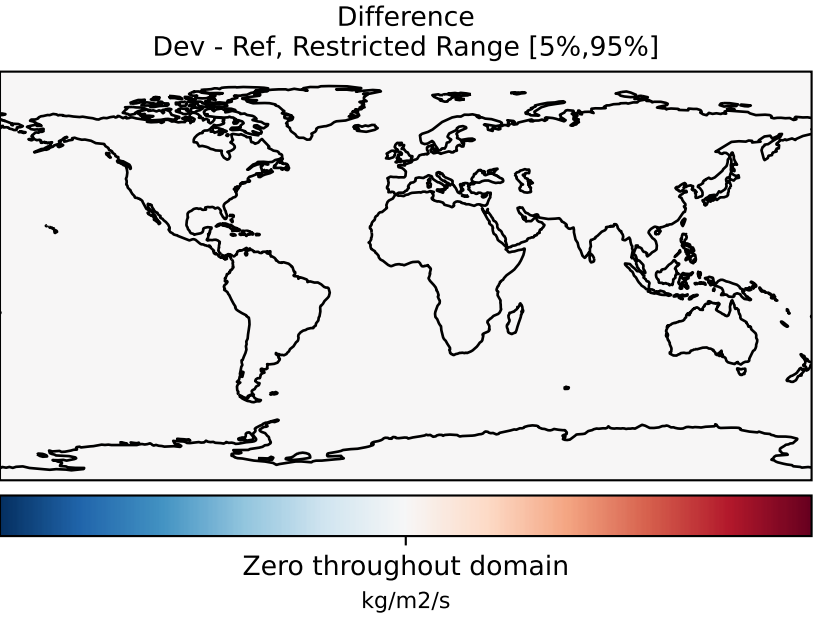 Difference
Dev - Ref, Restricted Range [5%,95%]
Zero throughout domain
kg/m2/s